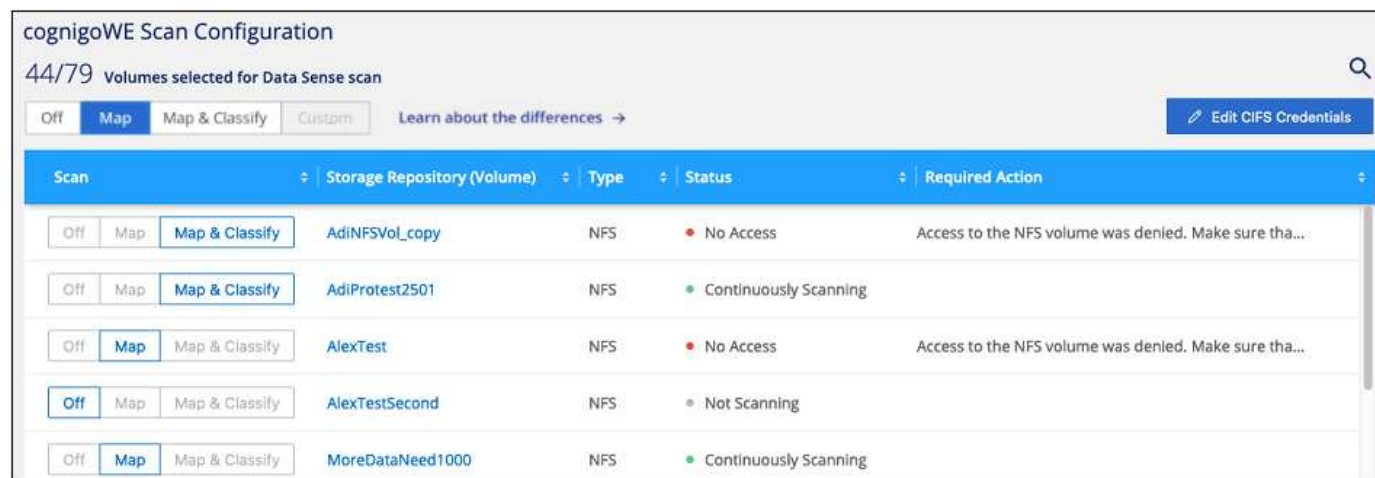 cognigoWE Scan Configuration
44/79 Volumes selected for Data Sense scan
Off Map Map & Classify Custom Learn about the differences → Edit CIFS Credentials
Scan Storage Repository (Volume) Type Status Required Action
Off Map Map & Classify AdiNFSVol_copy NFS No Access Access to the NFS volume was denied. Make sure tha...
Off Map Map & Classify AdiProtest2501 NFS Continuously Scanning
Off Map Map & Classify AlexTest NFS No Access Access to the NFS volume was denied. Make sure tha...
Off Map Map & Classify AlexTestSecond NFS Not Scanning
Off Map Map & Classify MoreDataNeed1000 NFS Continuously Scanning